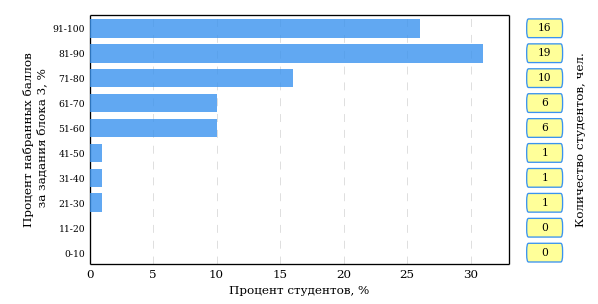 Процент набранных баллов
за задания блока 3, %
91-100 16
81-90 19
71-80 10
61-70 6
51-60 6
41-50 1
31-40 1
21-30 1
11-20 0
0-10 0
0 5 10 15 20 25 30
Процент студентов, %
Количество студентов, чел.